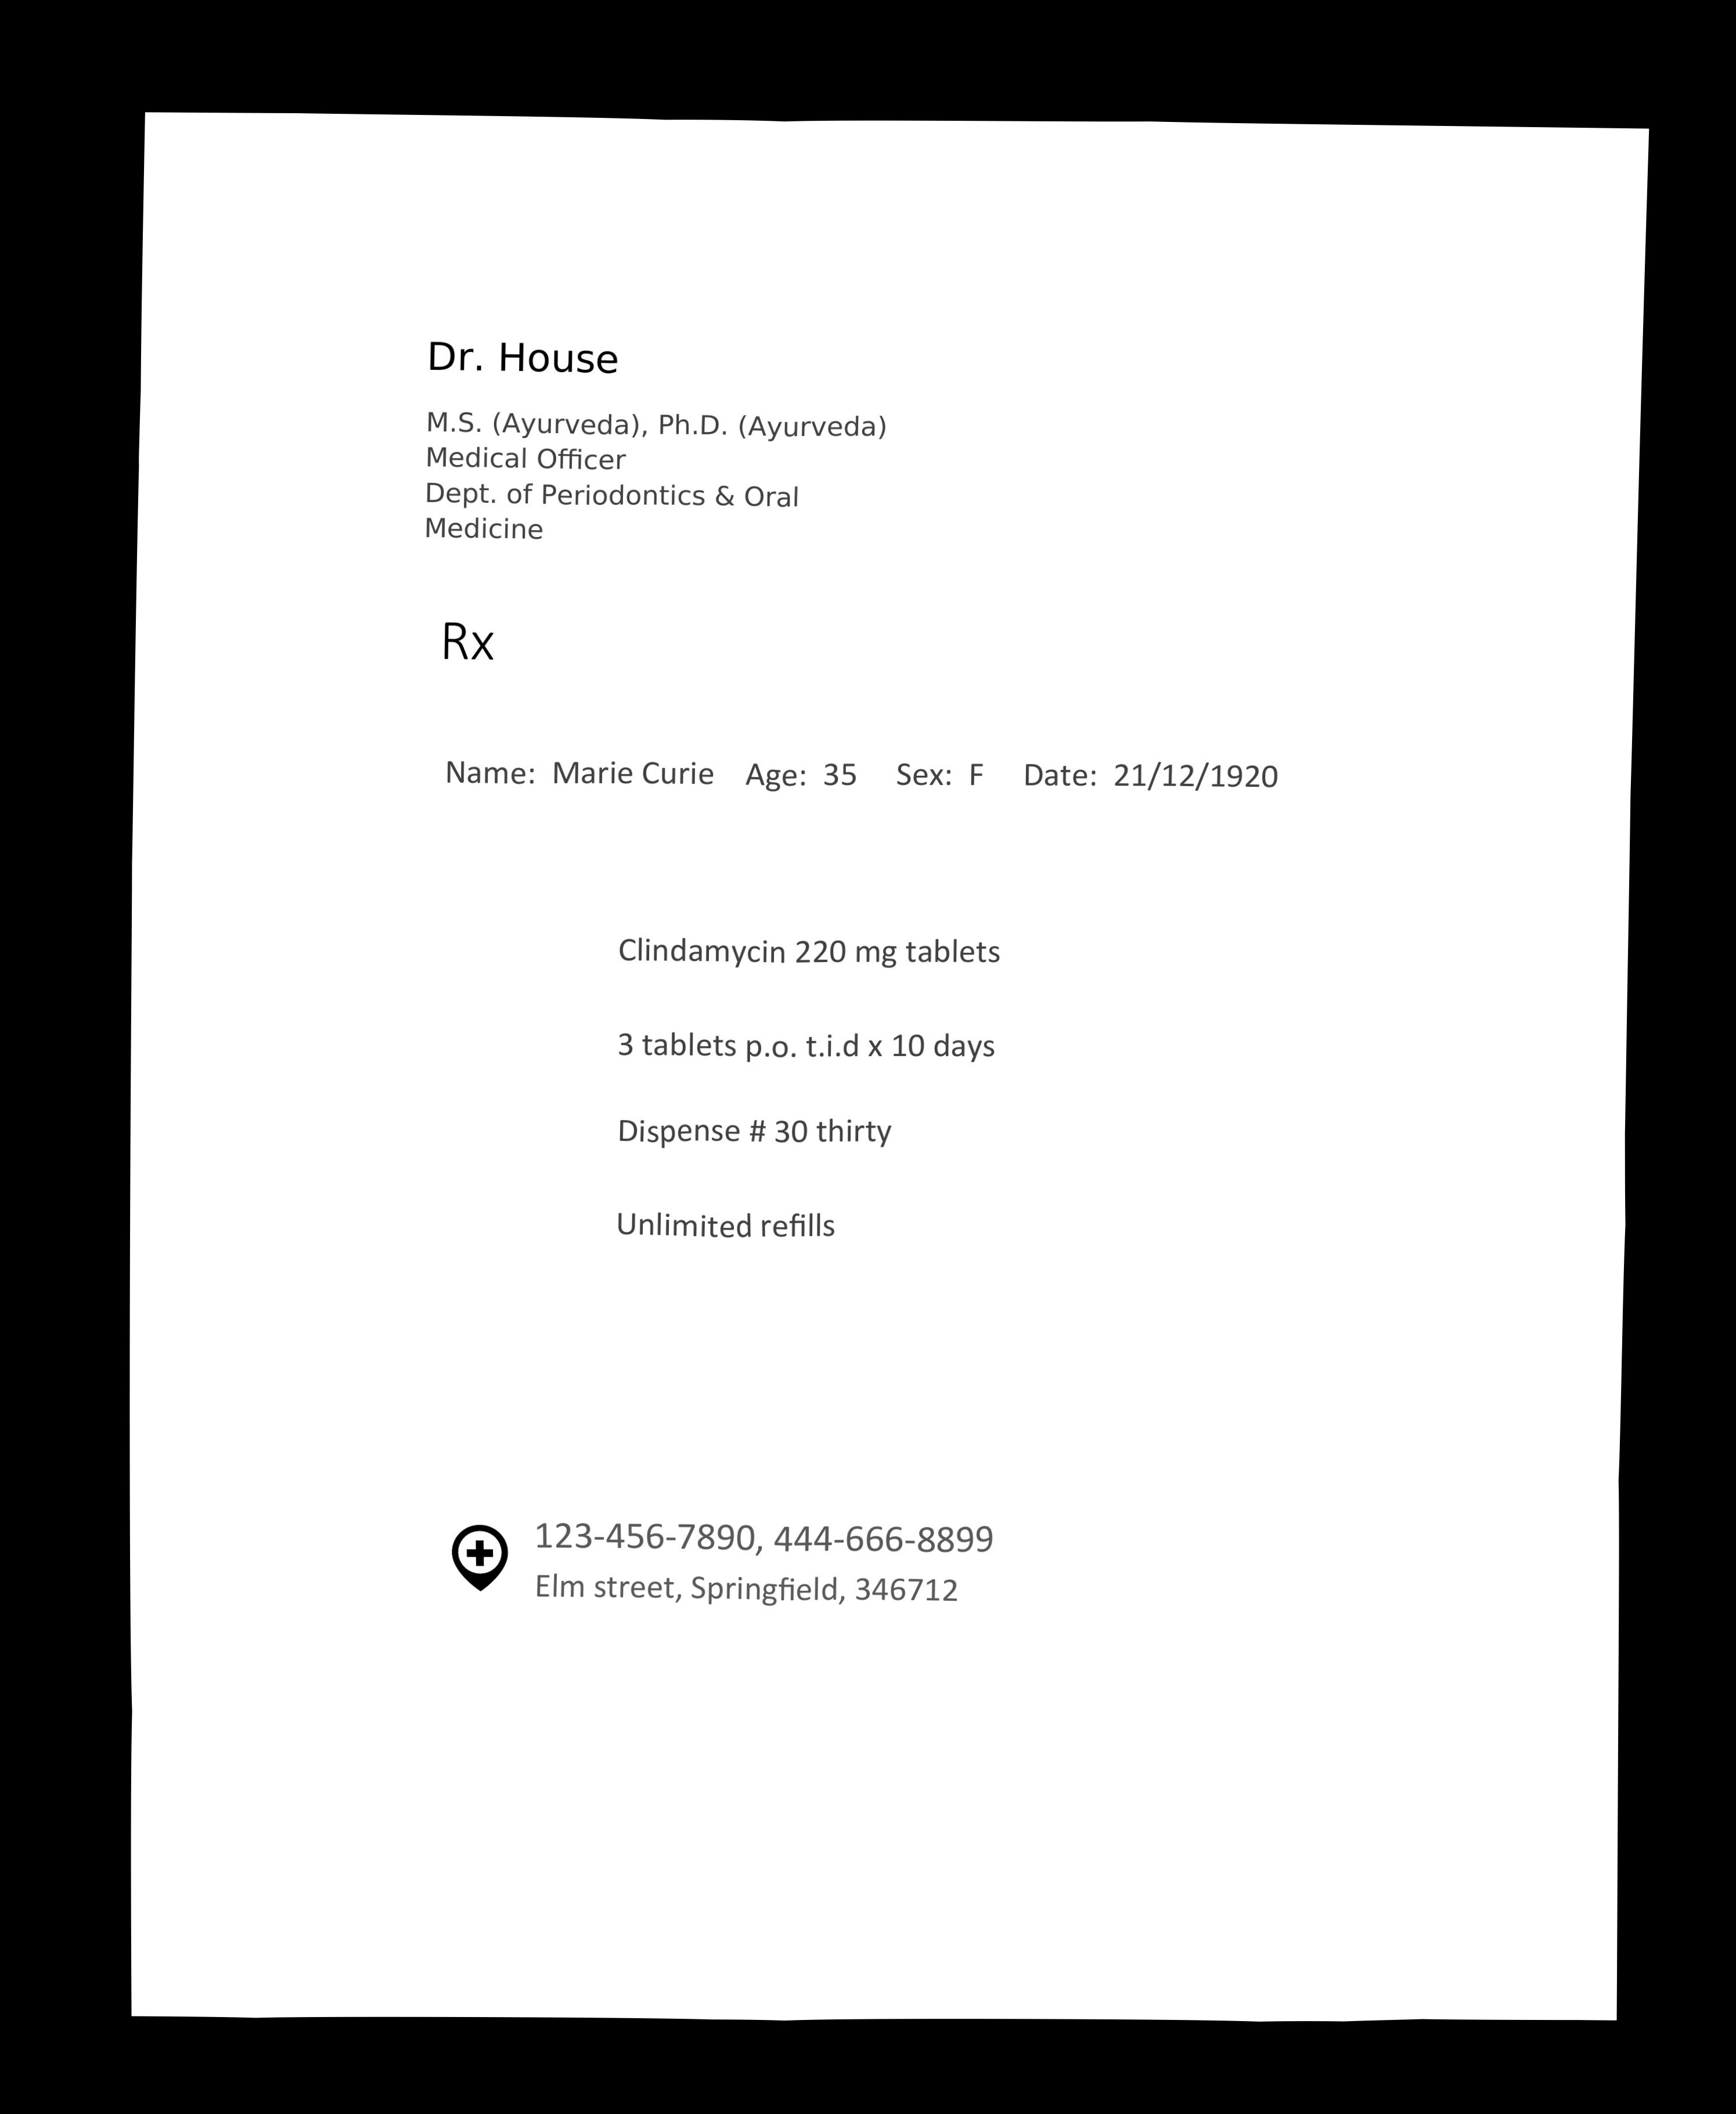 Dr. House
M.S. (Ayurveda), Ph.D. (Ayurveda)
Medical Officer
Dept. of Periodontics & Oral
Medicine
Rx
Name: Marie Curie Age: 35 Sex: F Date: 21/12/1920
Clindamycin 220 mg tablets
3 tablets p.o. t.i.d x 10 days
Dispense # 30 thirty
Unlimited refills
123-456-7890, 444-666-8899
Elm street, Springfield, 346712